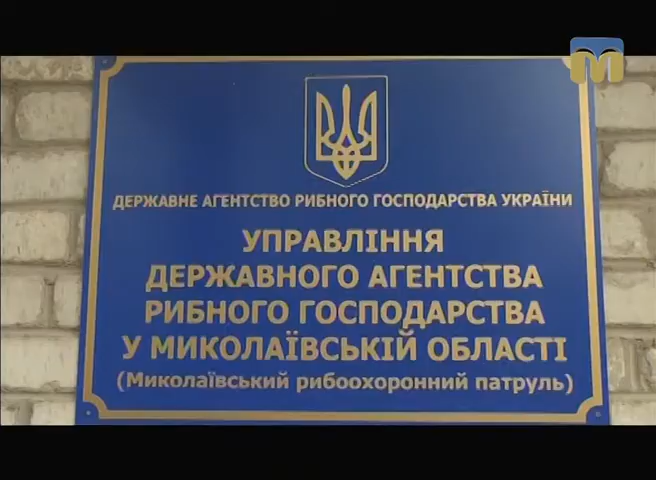 ДЕРЖАВНЕ АГЕНТСТВО РИБНОГО ГОСПОДАРСТВА УКРАЇНИ
УПРАВЛІННЯ
ДЕРЖАВНОГО АГЕНТСТВА
РИБНОГО ГОСПОДАРСТВА
У МИКОЛАЇВСЬКІЙ ОБЛАСТІ
(Миколаївський рибоохоронний патруль)